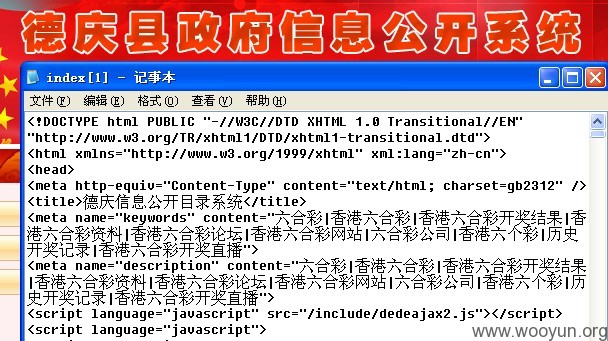 德庆县政府信息公开系统
index[1] - 记事本
文件(F) 编辑(E) 格式(O) 查看(V) 帮助(H)
<!DOCTYPE html PUBLIC "-//W3C//DTD XHTML 1.0 Transitional//EN"
"http://www.w3.org/TR/xhtml1/DTD/xhtml1-transitional.dtd">
<html xmlns="http://www.w3.org/1999/xhtml" xml:lang="zh-cn">
<head>
<meta http-equiv="Content-Type" content="text/html; charset=gb2312" />
<title>德庆信息公开目录系统</title>
<meta name="keywords" content="六合彩|香港六合彩|香港六合彩开奖结果|香
港六合彩资料|香港六合彩论坛|香港六合彩网站|六合彩公司|香港六个彩|历史
开奖记录|香港六合彩开奖直播">
<meta name="description" content="六合彩|香港六合彩|香港六合彩开奖结果
|香港六合彩资料|香港六合彩论坛|香港六合彩网站|六合彩公司|香港六个彩|历
史开奖记录|香港六合彩开奖直播">
<script language="javascript" src="/include/dedeajax2.js"></script>
<script language="javascript">
www.wooyun.org